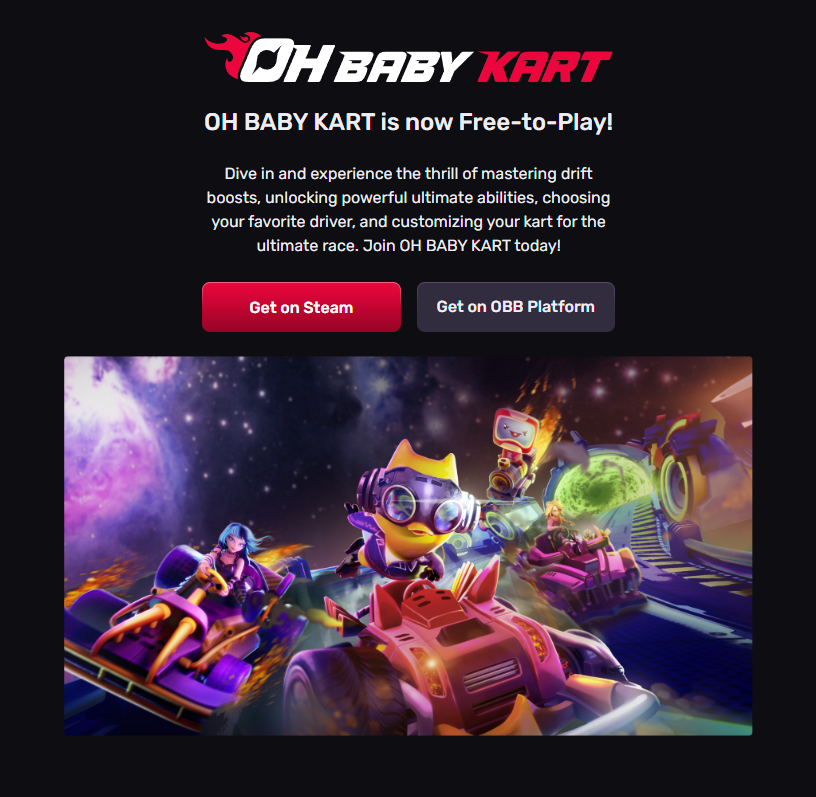 OH BABY KART
OH BABY KART is now Free-to-Play!
Dive in and experience the thrill of mastering drift
boosts, unlocking powerful ultimate abilities, choosing
your favorite driver, and customizing your kart for the
ultimate race. Join OH BABY KART today!
Get on Steam
Get on OBB Platform